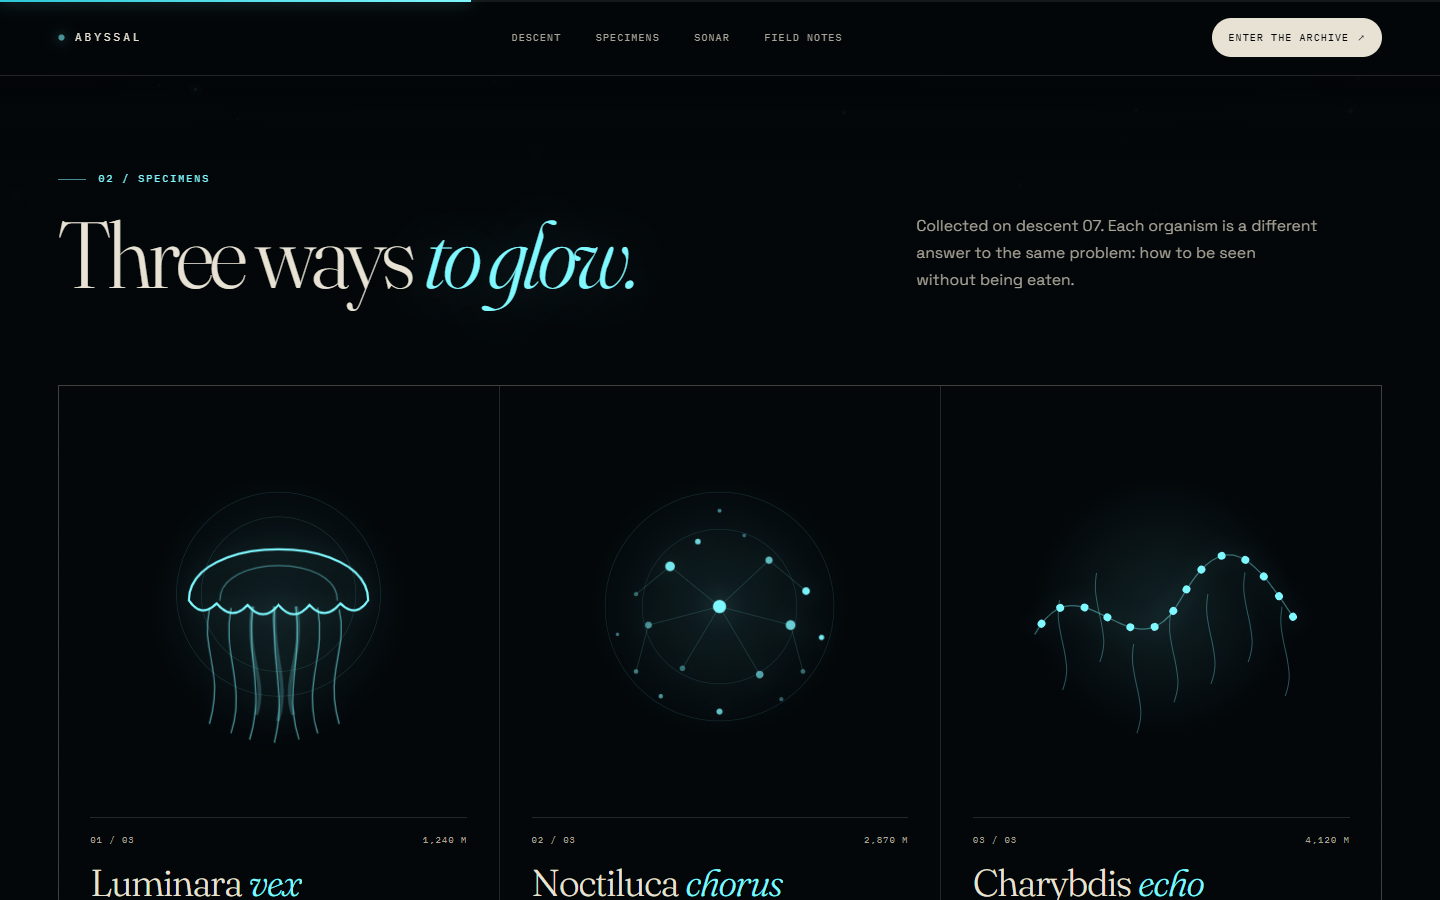 ABYSSAL
DESCENT SPECIMENS SONAR FIELD NOTES
ENTER THE ARCHIVE ↗
02 / SPECIMENS
Three ways to glow.
Collected on descent 07. Each organism is a different
answer to the same problem: how to be seen
without being eaten.
01 / 03 1,240 M
Luminara vex
02 / 03 2,870 M
Noctiluca chorus
03 / 03 4,120 M
Charybdis echo